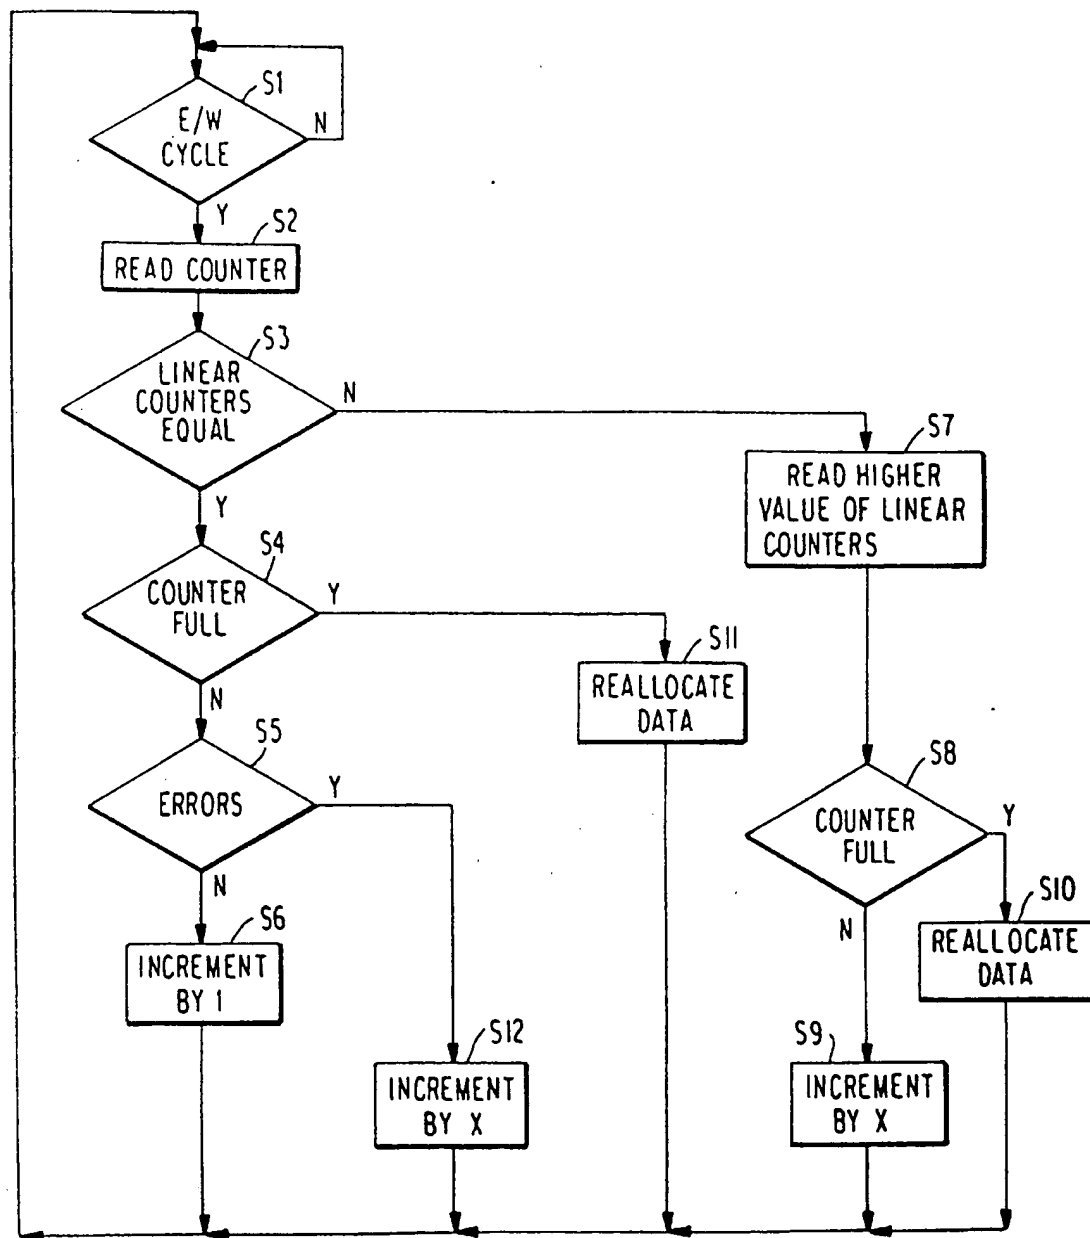 S1
E/W
CYCLE
N
Y
S2
READ COUNTER
S3
LINEAR
COUNTERS
EQUAL
N
Y
S7
READ HIGHER
VALUE OF LINEAR
COUNTERS
S4
COUNTER
FULL
Y
N
S11
REALLOCATE
DATA
S5
ERRORS
Y
N
S8
COUNTER
FULL
Y
N
S6
INCREMENT
BY 1
S10
REALLOCATE
DATA
S12
INCREMENT
BY X
S9
INCREMENT
BY X